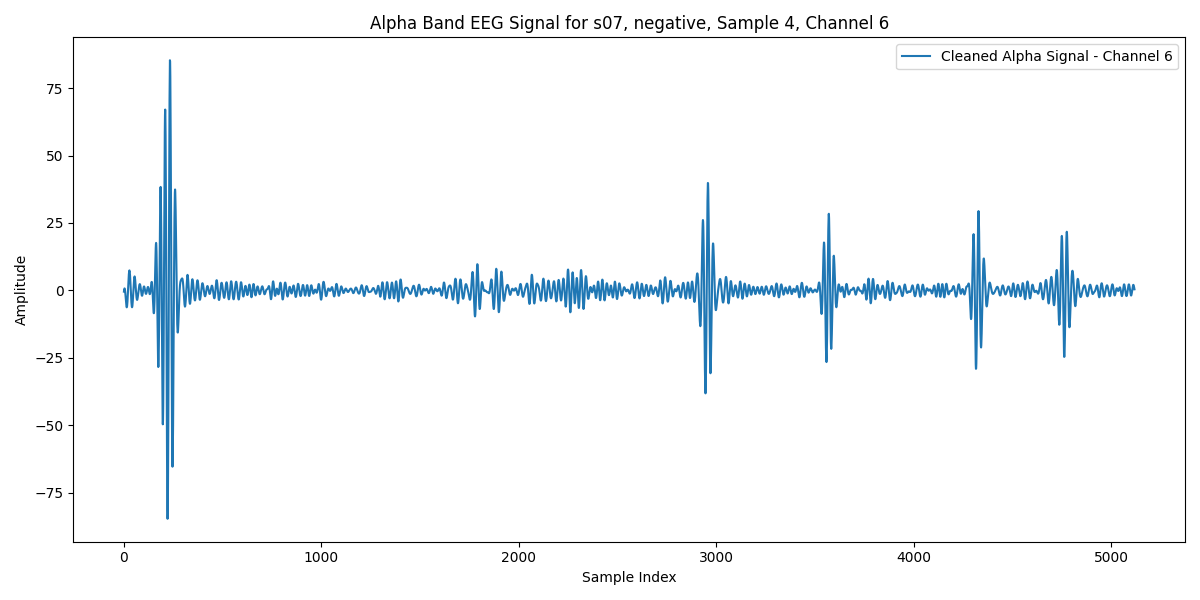 Alpha Band EEG Signal for s07, negative, Sample 4, Channel 6
Cleaned Alpha Signal - Channel 6
Amplitude
75
50
25
0
−25
−50
−75
0 1000 2000 3000 4000 5000
Sample Index